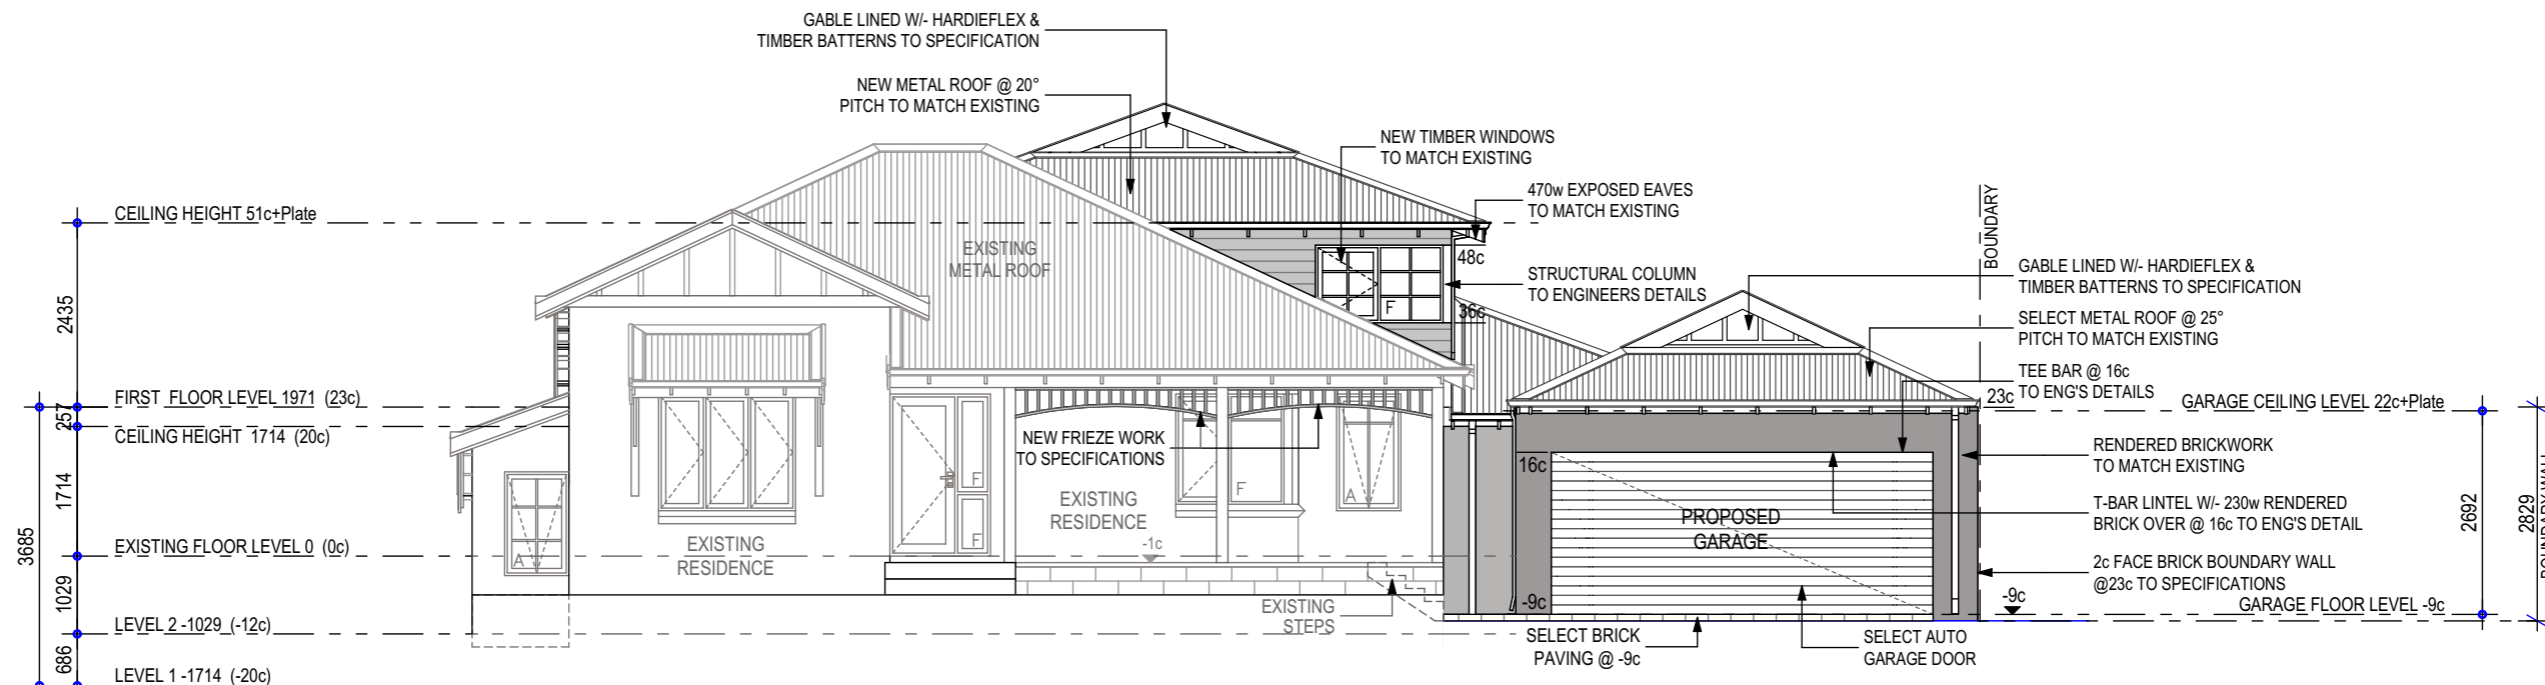 GABLE LINED W/- HARDIEFLEX &
TIMBER BATTERNS TO SPECIFICATION
NEW METAL ROOF @ 20°
PITCH TO MATCH EXISTING
NEW TIMBER WINDOWS
TO MATCH EXISTING
470w EXPOSED EAVES
TO MATCH EXISTING
BOUNDARY
CEILING HEIGHT 51c+Plate
EXISTING
METAL ROOF
48c
STRUCTURAL COLUMN
TO ENGINEERS DETAILS
GABLE LINED W/- HARDIEFLEX &
TIMBER BATTERNS TO SPECIFICATION
2435
F
36c
SELECT METAL ROOF @ 25°
PITCH TO MATCH EXISTING
TEE BAR @ 16c
TO ENG'S DETAILS
23c
FIRST FLOOR LEVEL 1971 (23c)
GARAGE CEILING LEVEL 22c+Plate
257
CEILING HEIGHT 1714 (20c)
NEW FRIEZE WORK
TO SPECIFICATIONS
RENDERED BRICKWORK
TO MATCH EXISTING
16c
F
F
A
1714
EXISTING
RESIDENCE
T-BAR LINTEL W/- 230w RENDERED
BRICK OVER @ 16c TO ENG'S DETAIL
2692
2829
BOUNDARY WALL
PROPOSED
GARAGE
3685
EXISTING FLOOR LEVEL 0 (0c)
A
EXISTING
RESIDENCE
F
-1c
2c FACE BRICK BOUNDARY WALL
@23c TO SPECIFICATIONS
1029
-9c
-9c
GARAGE FLOOR LEVEL -9c
EXISTING
STEPS
LEVEL 2 -1029 (-12c)
SELECT BRICK
PAVING @ -9c
SELECT AUTO
GARAGE DOOR
686
LEVEL 1 -1714 (-20c)